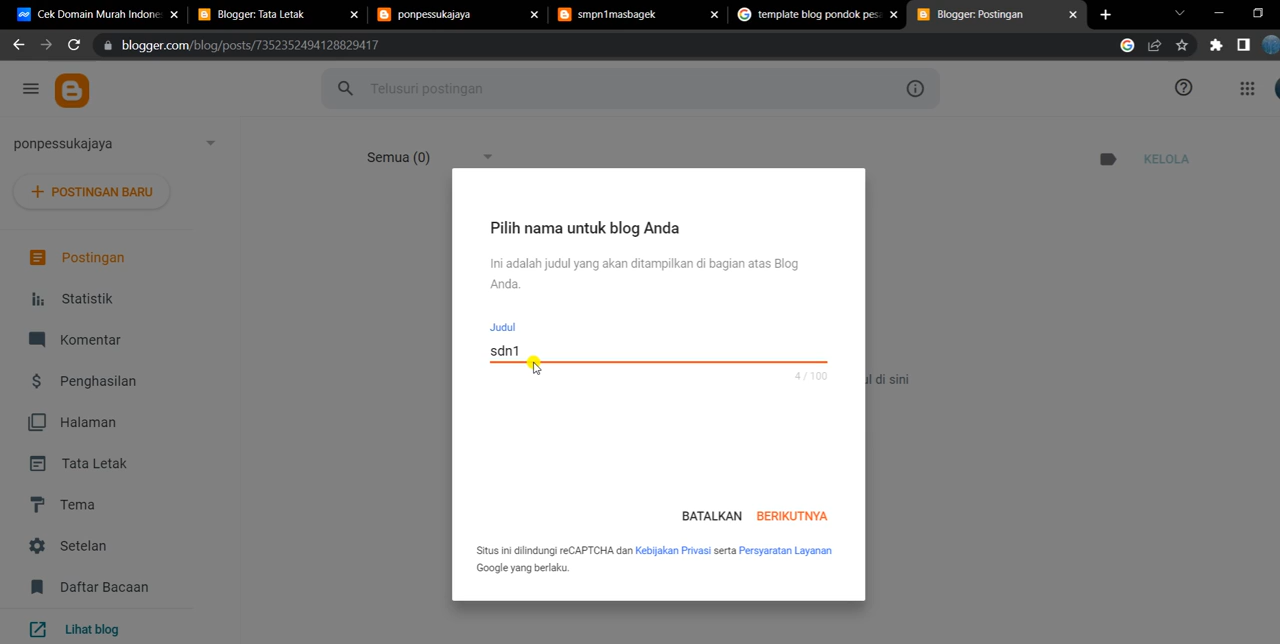 Cek Domain Murah Indone
Blogger: Tata Letak
ponpessukajaya
smpn1masbagek
template blog pondok pes
Blogger: Postingan
blogger.com/blog/posts/7352352494128829417
Telusuri postingan
ponpessukajaya
Semua (0)
KELOLA
POSTINGAN BARU
Postingan
Statistik
Komentar
Penghasilan
Halaman
Tata Letak
Tema
Setelan
Daftar Bacaan
Lihat blog
Pilih nama untuk blog Anda
Ini adalah judul yang akan ditampilkan di bagian atas Blog
Anda.
Judul
sdn1
4 / 100
ul di sini
BATALKAN BERIKUTNYA
Situs ini dilindungi reCAPTCHA dan Kebijakan Privasi serta Persyaratan Layanan
Google yang berlaku.